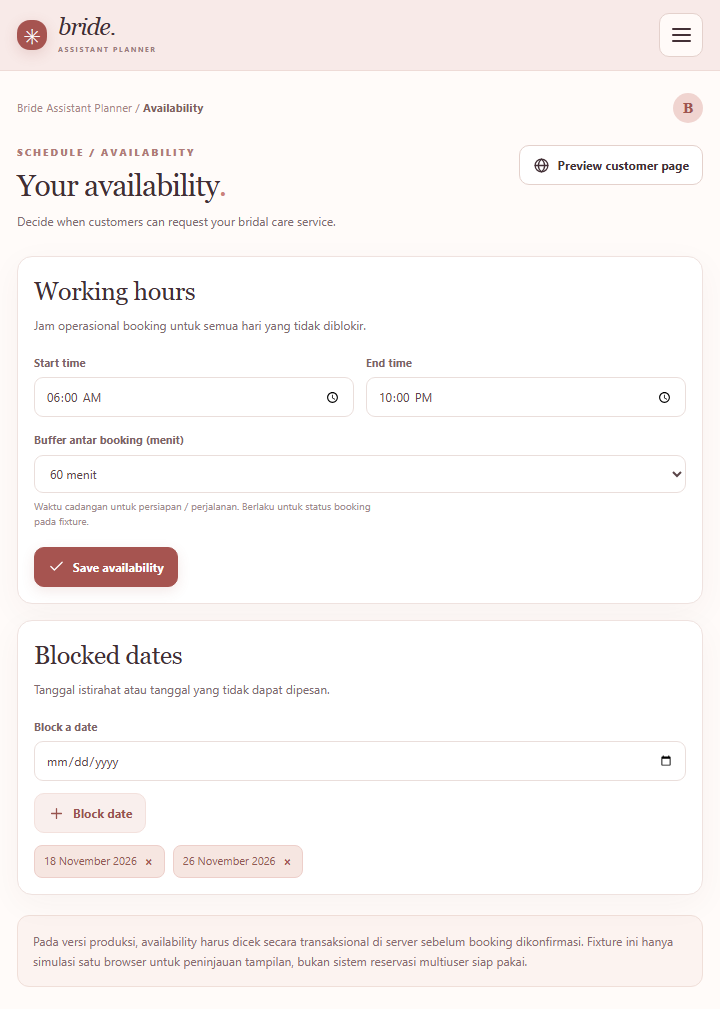 bride.
ASSISTANT PLANNER
Bride Assistant Planner / Availability
B
SCHEDULE / AVAILABILITY
Your availability.
Preview customer page
Decide when customers can request your bridal care service.
Working hours
Jam operasional booking untuk semua hari yang tidak diblokir.
Start time
End time
06:00 AM
10:00 PM
Buffer antar booking (menit)
60 menit
Waktu cadangan untuk persiapan / perjalanan. Berlaku untuk status booking
pada fixture.
Save availability
Blocked dates
Tanggal istirahat atau tanggal yang tidak dapat dipesan.
Block a date
mm/dd/yyyy
Block date
18 November 2026 ×
26 November 2026 ×
Pada versi produksi, availability harus dicek secara transaksional di server sebelum booking dikonfirmasi. Fixture ini hanya
simulasi satu browser untuk peninjauan tampilan, bukan sistem reservasi multiuser siap pakai.